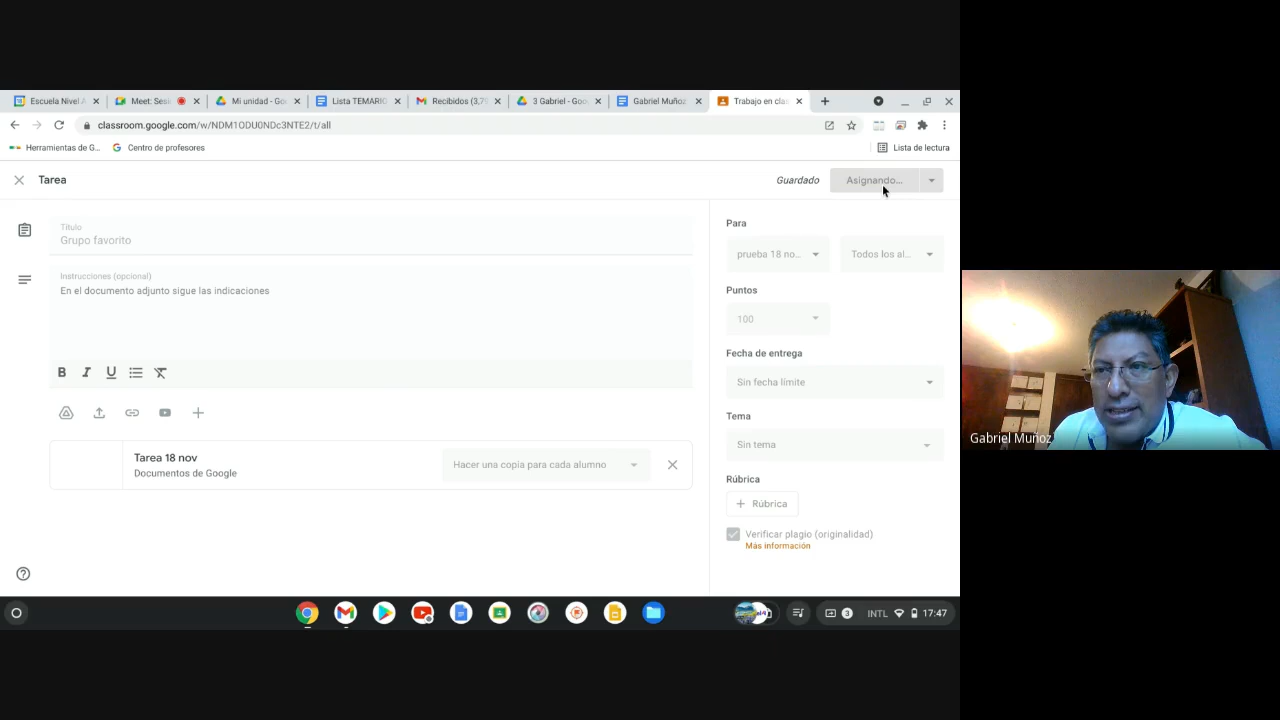 Escuela Nivel A
Meet: Sesi
Mi unidad - Goo
Lista TEMARIO
Recibidos (3,79
3 Gabriel - Goo
Gabriel Muñoz
Trabajo en clas
classroom.google.com/w/NDM1ODU0NDc3NTE2/t/all
Herramientas de G...
Centro de profesores
Lista de lectura
Tarea
Guardado
Asignando...
Título
Grupo favorito
Instrucciones (opcional)
En el documento adjunto sigue las indicaciones
B I U
Tarea 18 nov
Documentos de Google
Hacer una copia para cada alumno
Para
prueba 18 no...
Todos los al...
Puntos
100
Fecha de entrega
Sin fecha límite
Tema
Sin tema
Rúbrica
+ Rúbrica
Verificar plagio (originalidad)
Más información
3
INTL
17:47
Gabriel Muñoz